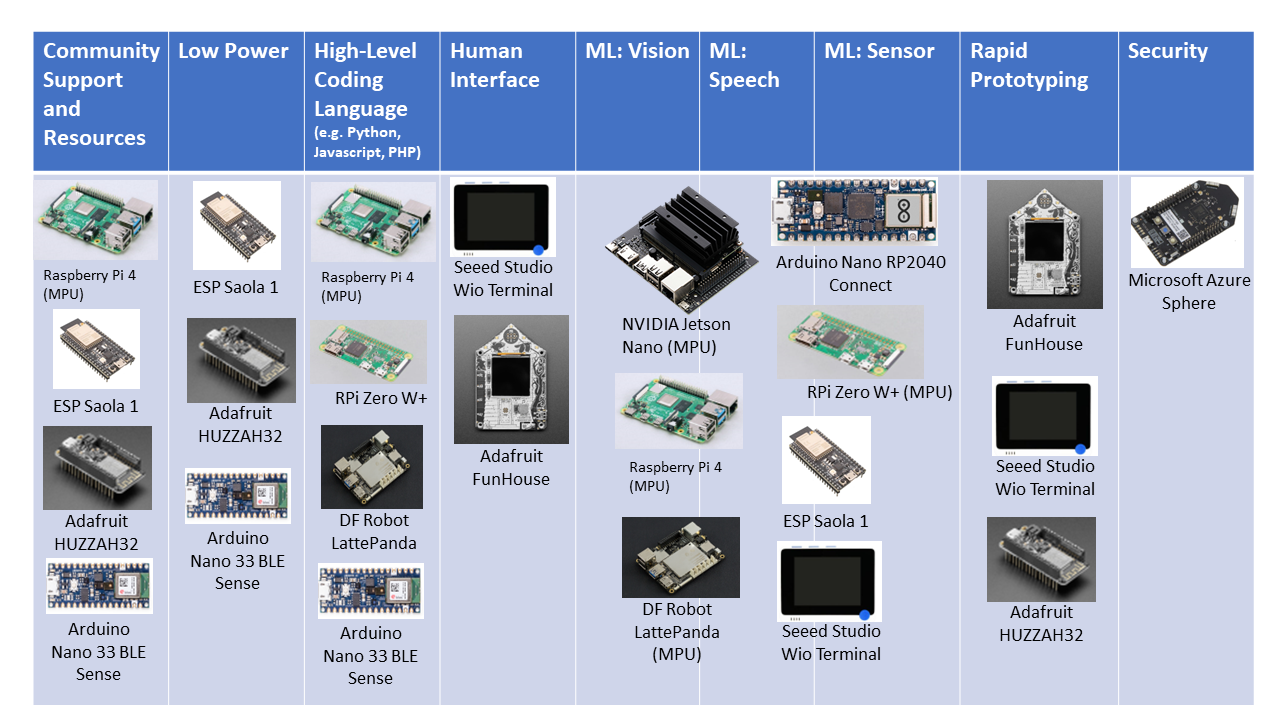 Community
Support
and
Resources
Low Power
High-Level
Coding
Language
(e.g. Python,
Javascript, PHP)
Human
Interface
ML: Vision
ML:
Speech
ML: Sensor
Rapid
Prototyping
Security
Raspberry Pi 4
(MPU)
ESP Saola 1
Adafruit
HUZZAH32
Arduino
Nano 33 BLE
Sense
ESP Saola 1
Adafruit
HUZZAH32
Arduino
Nano 33 BLE
Sense
Raspberry Pi 4
(MPU)
RPi Zero W+
DF Robot
LattePanda
Arduino
Nano 33 BLE
Sense
Seeed Studio
Wio Terminal
Adafruit
FunHouse
NVIDIA Jetson
Nano (MPU)
Raspberry Pi 4
(MPU)
DF Robot
LattePanda
(MPU)
Arduino Nano RP2040
Connect
RPi Zero W+ (MPU)
ESP Saola 1
Seeed Studio
Wio Terminal
Adafruit
FunHouse
Seeed Studio
Wio Terminal
Adafruit
HUZZAH32
Microsoft Azure
Sphere